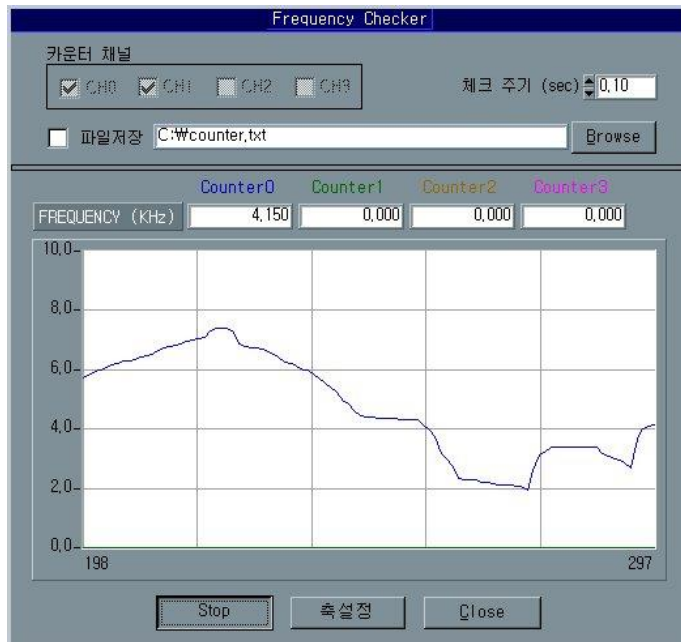 Frequency Checker
카운터 채널
CH0 CH1 CH2 CH3
체크 주기 (sec) 0,10
파일저장 C:₩counter,txt Browse
Counter0 Counter1 Counter2 Counter3
FREQUENCY (KHz) 4,150 0,000 0,000 0,000
10,0
8,0
6,0
4,0
2,0
0,0
198 297
Stop 축설정 Close